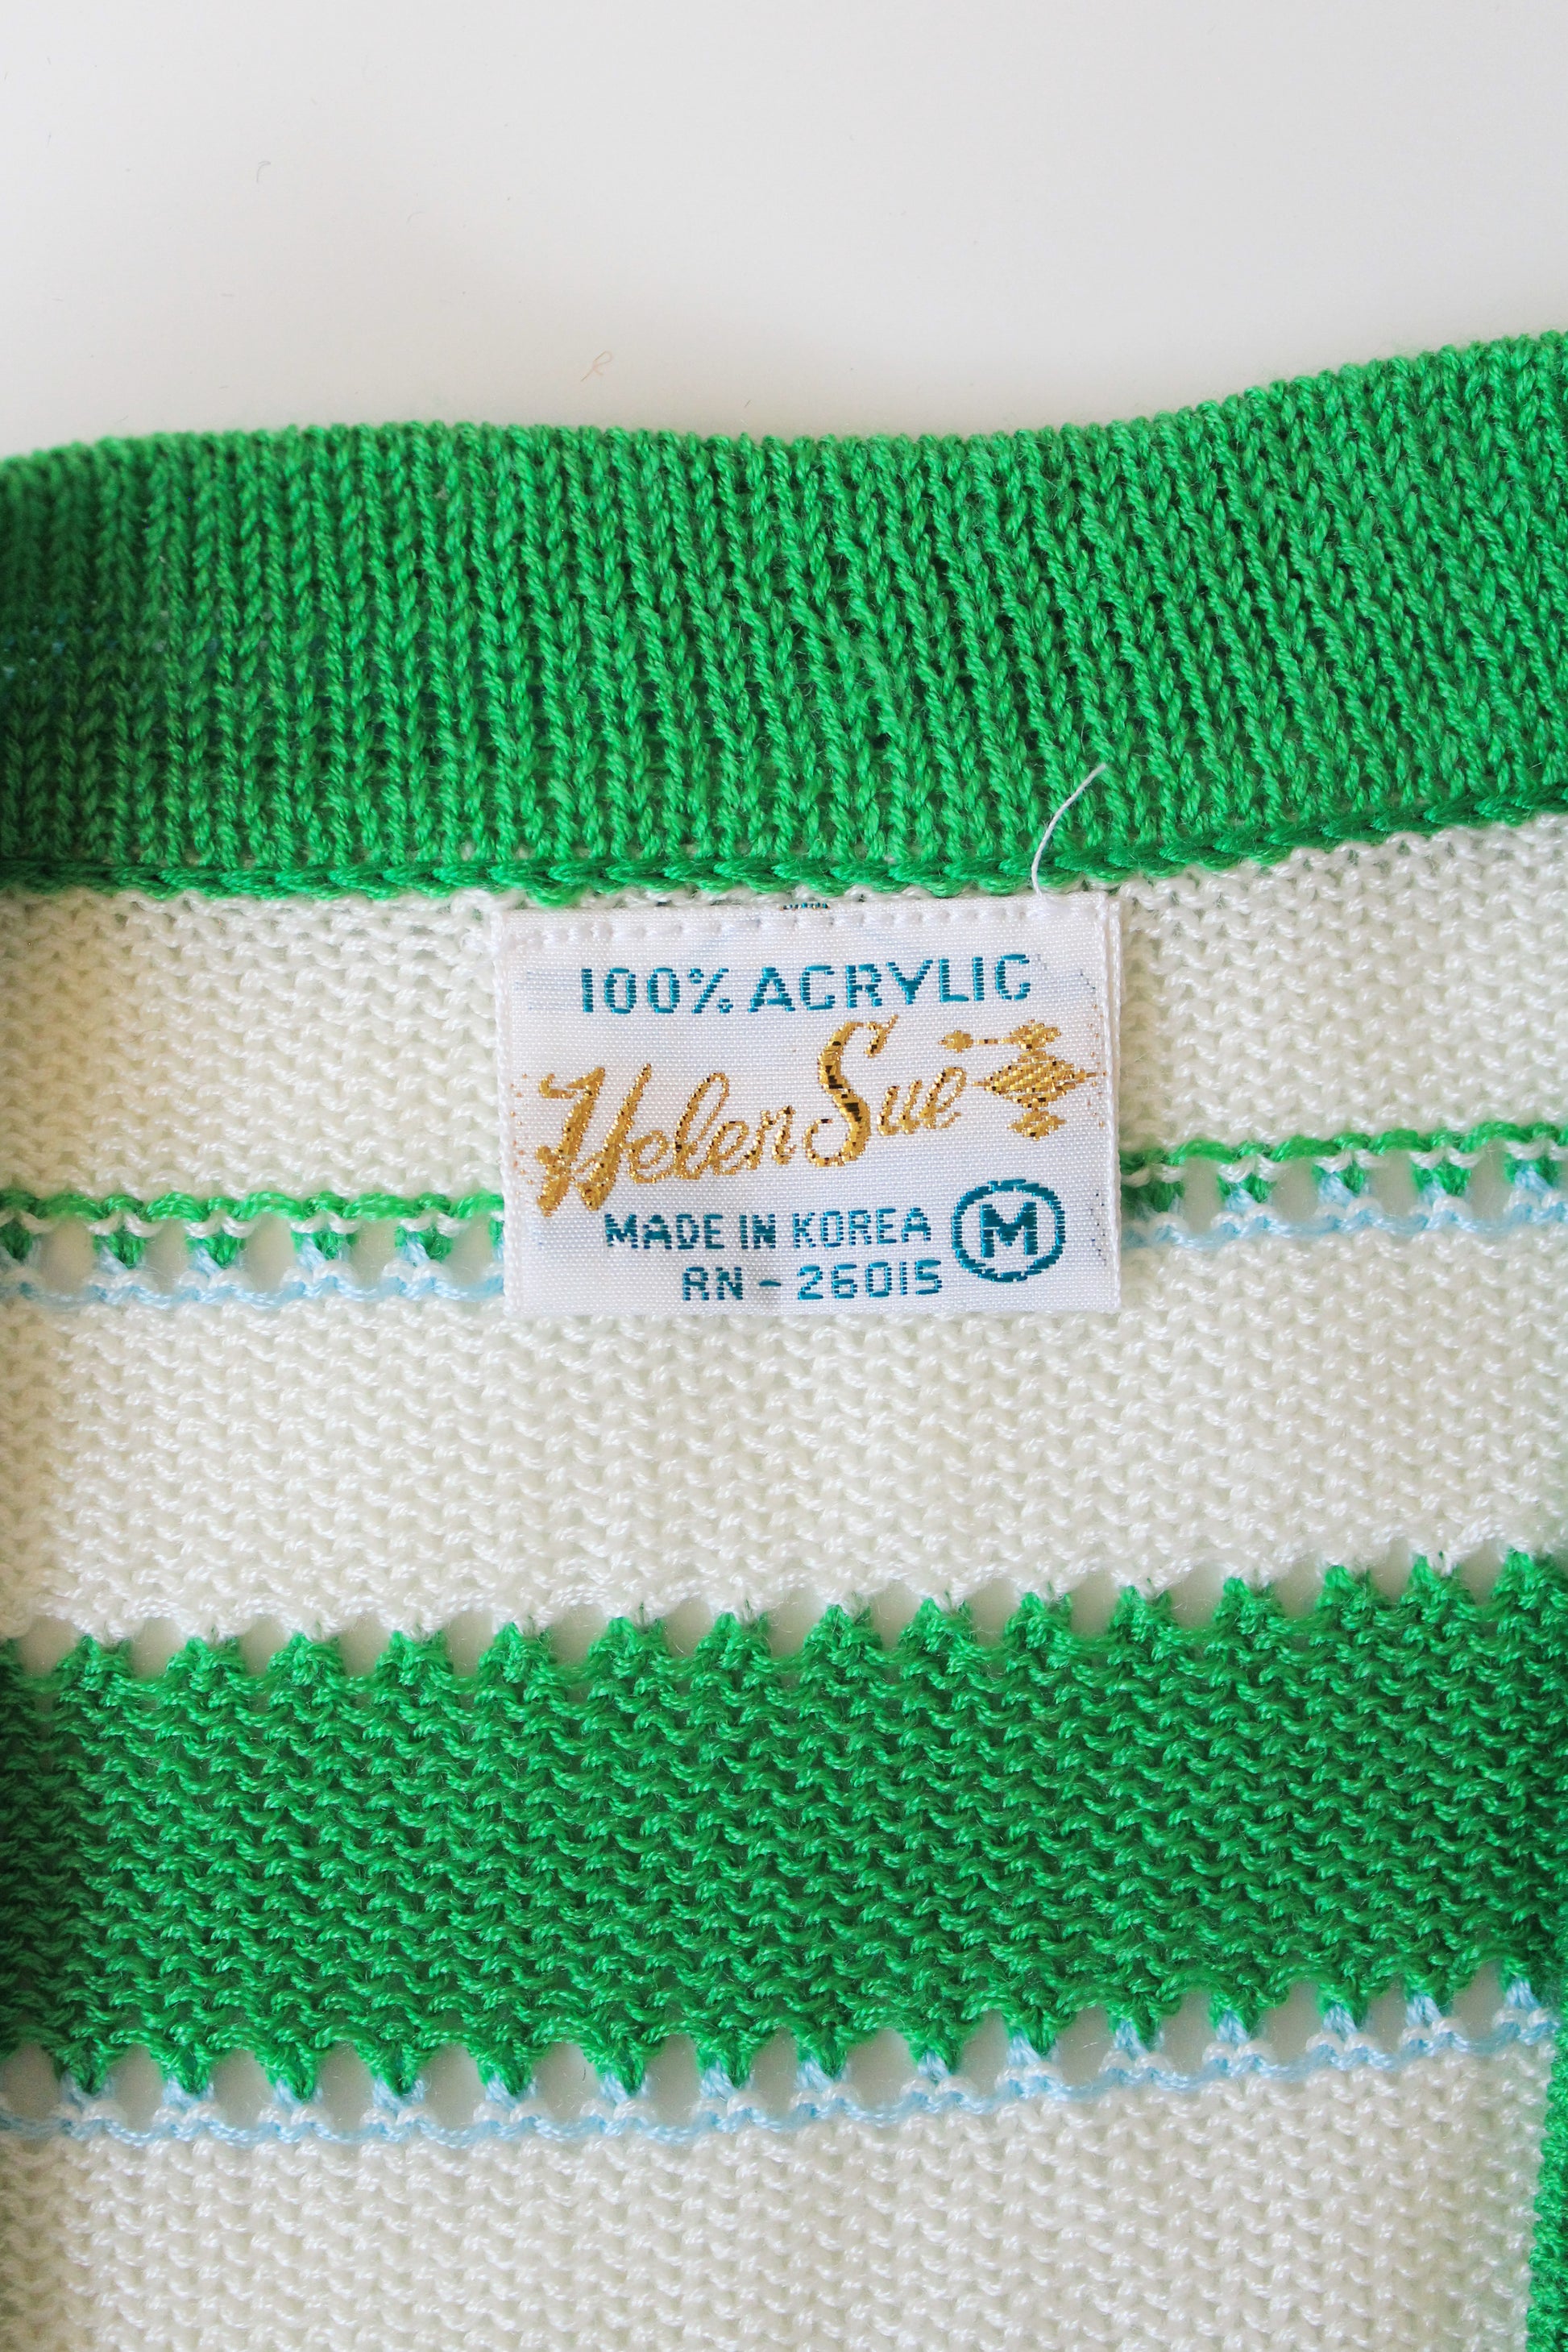 100% ACRYLIC
Helen Sue
MADE IN KOREA M
RN-26015